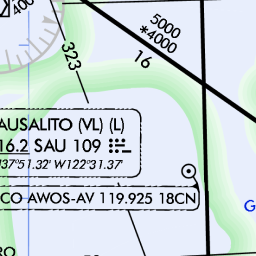 5000
*4000
16
323
AUSALITO (VL) (L)
16.2 SAU 109
37°51.32' W122°31.37'
CO AWOS-AV 119.925 18CN
G
RO